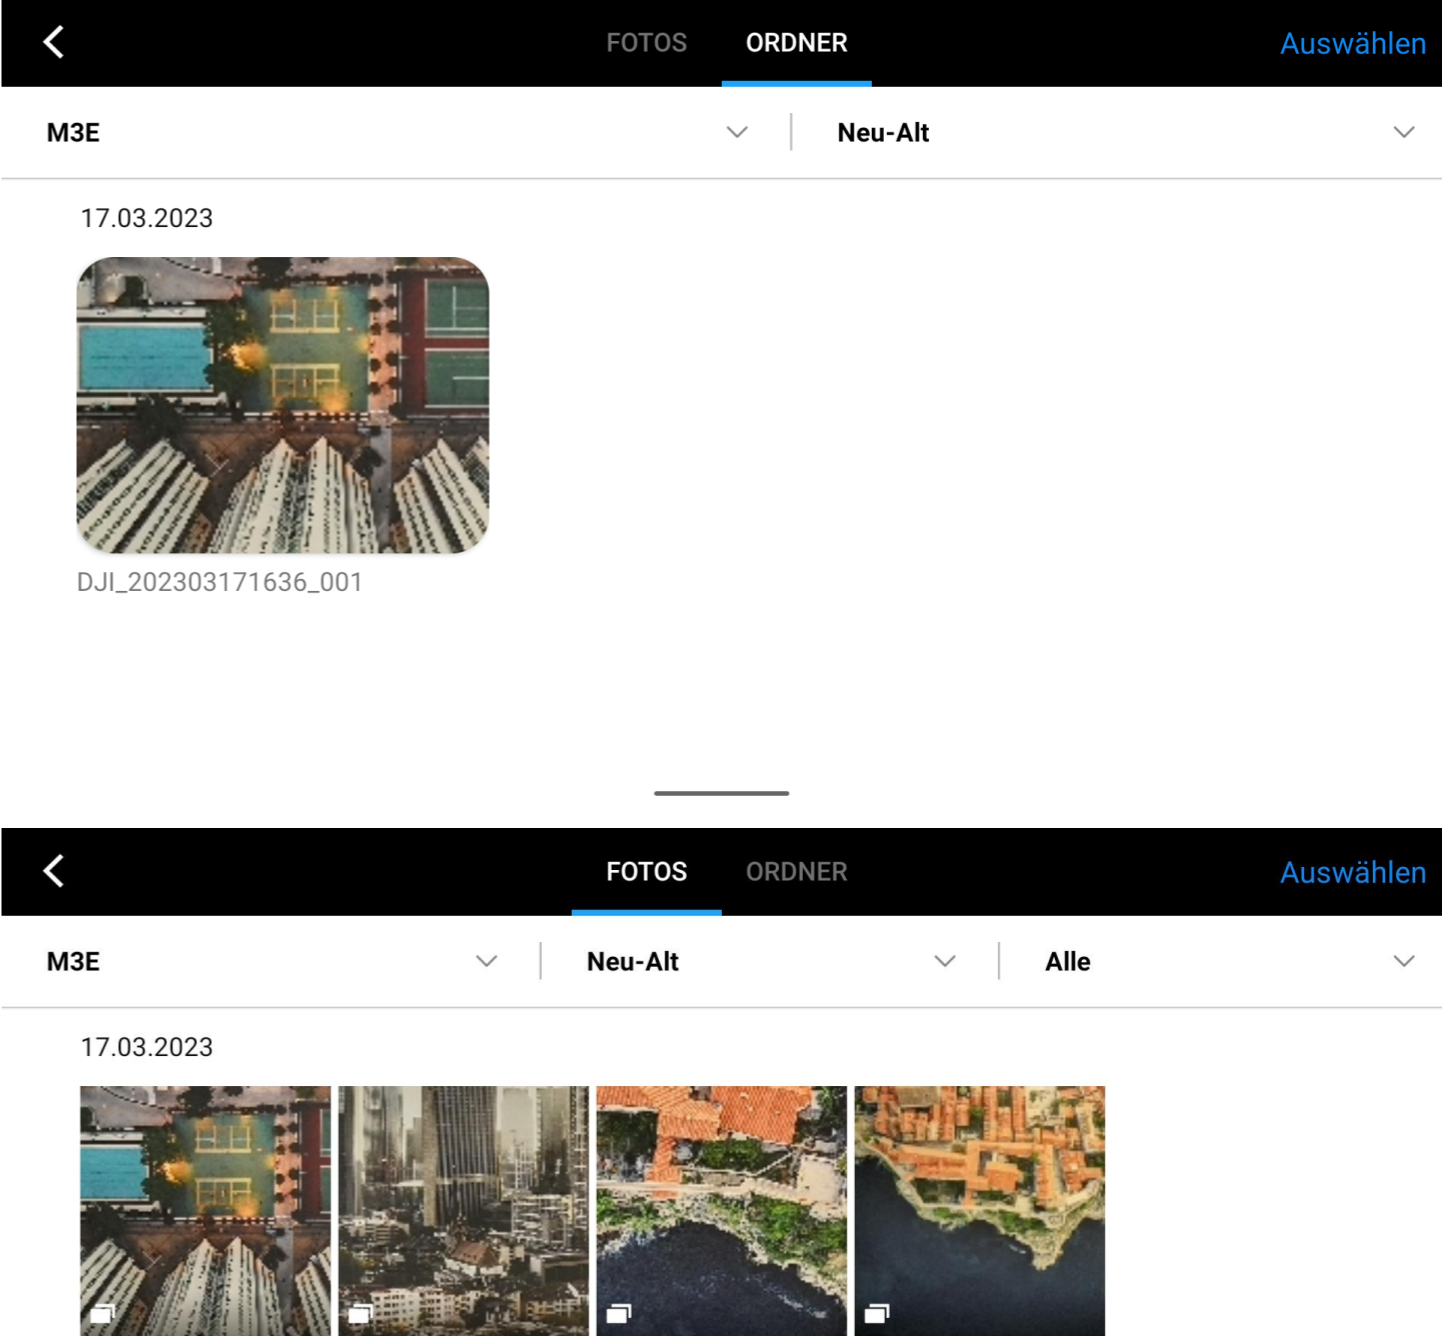 FOTOS ORDNER Auswählen
M3E Neu-Alt
17.03.2023
DJI_202303171636_001
FOTOS ORDNER Auswählen
M3E Neu-Alt Alle
17.03.2023